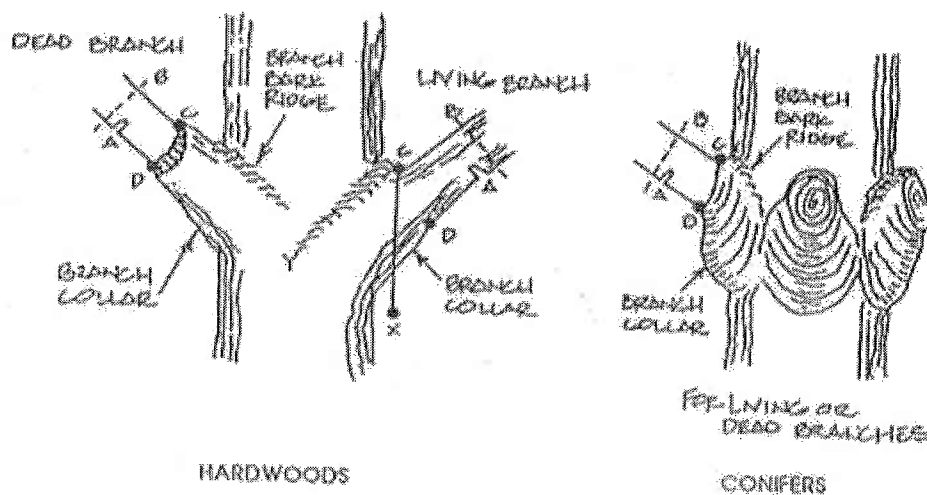 DEAD BRANCH
B
C
A
D
BRANCH
BARK
RIDGE
BRANCH
COLLAR
LIVING BRANCH
B
C
A
D
Y
X
BRANCH
COLLAR
HARDWOODS
B
C
A
D
BRANCH
BARK
RIDGE
BRANCH
COLLAR
FOR LIVING OR
DEAD BRANCHES
CONIFERS